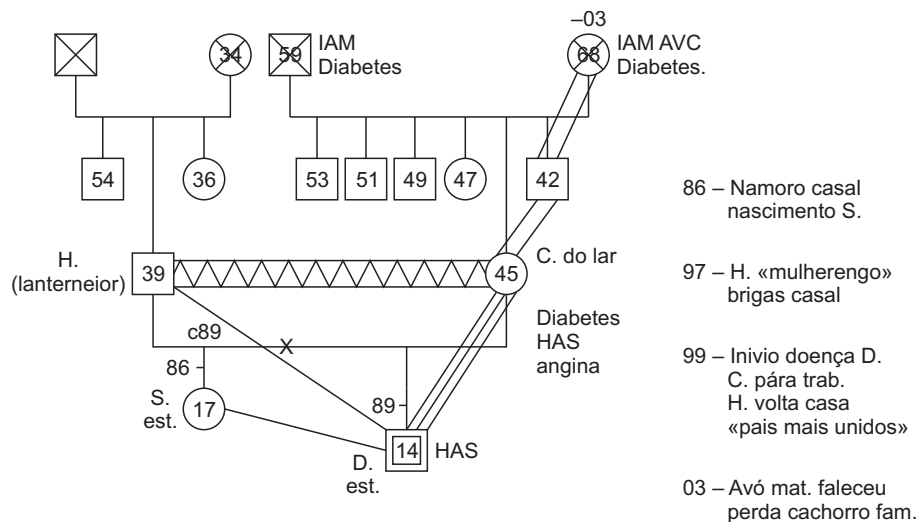 –03
34
59
IAM
Diabetes
68
IAM AVC
Diabetes.
54
36
53
51
49
47
42
H.
(lanterneior)
39
45
C. do lar
Diabetes
HAS
angina
c89
X
86
S.
est.
17
89
14
HAS
D.
est.
86 – Namoro casal
nascimento S.
97 – H. «mulherengo»
brigas casal
99 – Inivio doença D.
C. pára trab.
H. volta casa
«pais mais unidos»
03 – Avó mat. faleceu
perda cachorro fam.